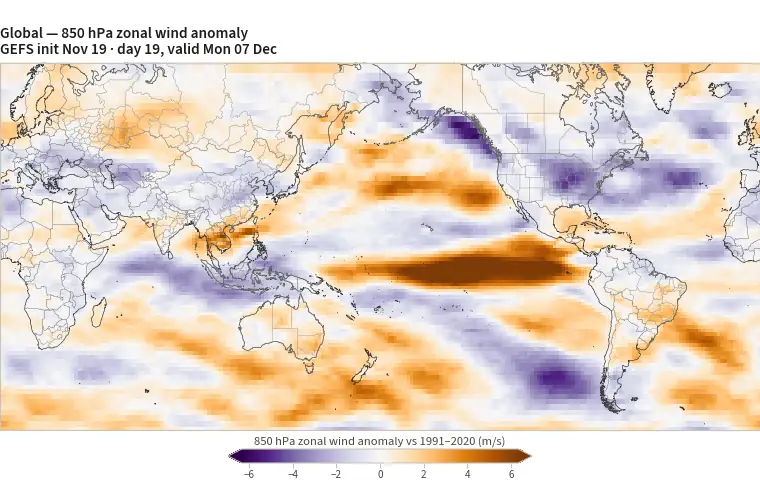 Global — 850 hPa zonal wind anomaly
GEFS init Nov 19 · day 19, valid Mon 07 Dec
850 hPa zonal wind anomaly vs 1991–2020 (m/s)
−6 −4 −2 0 2 4 6